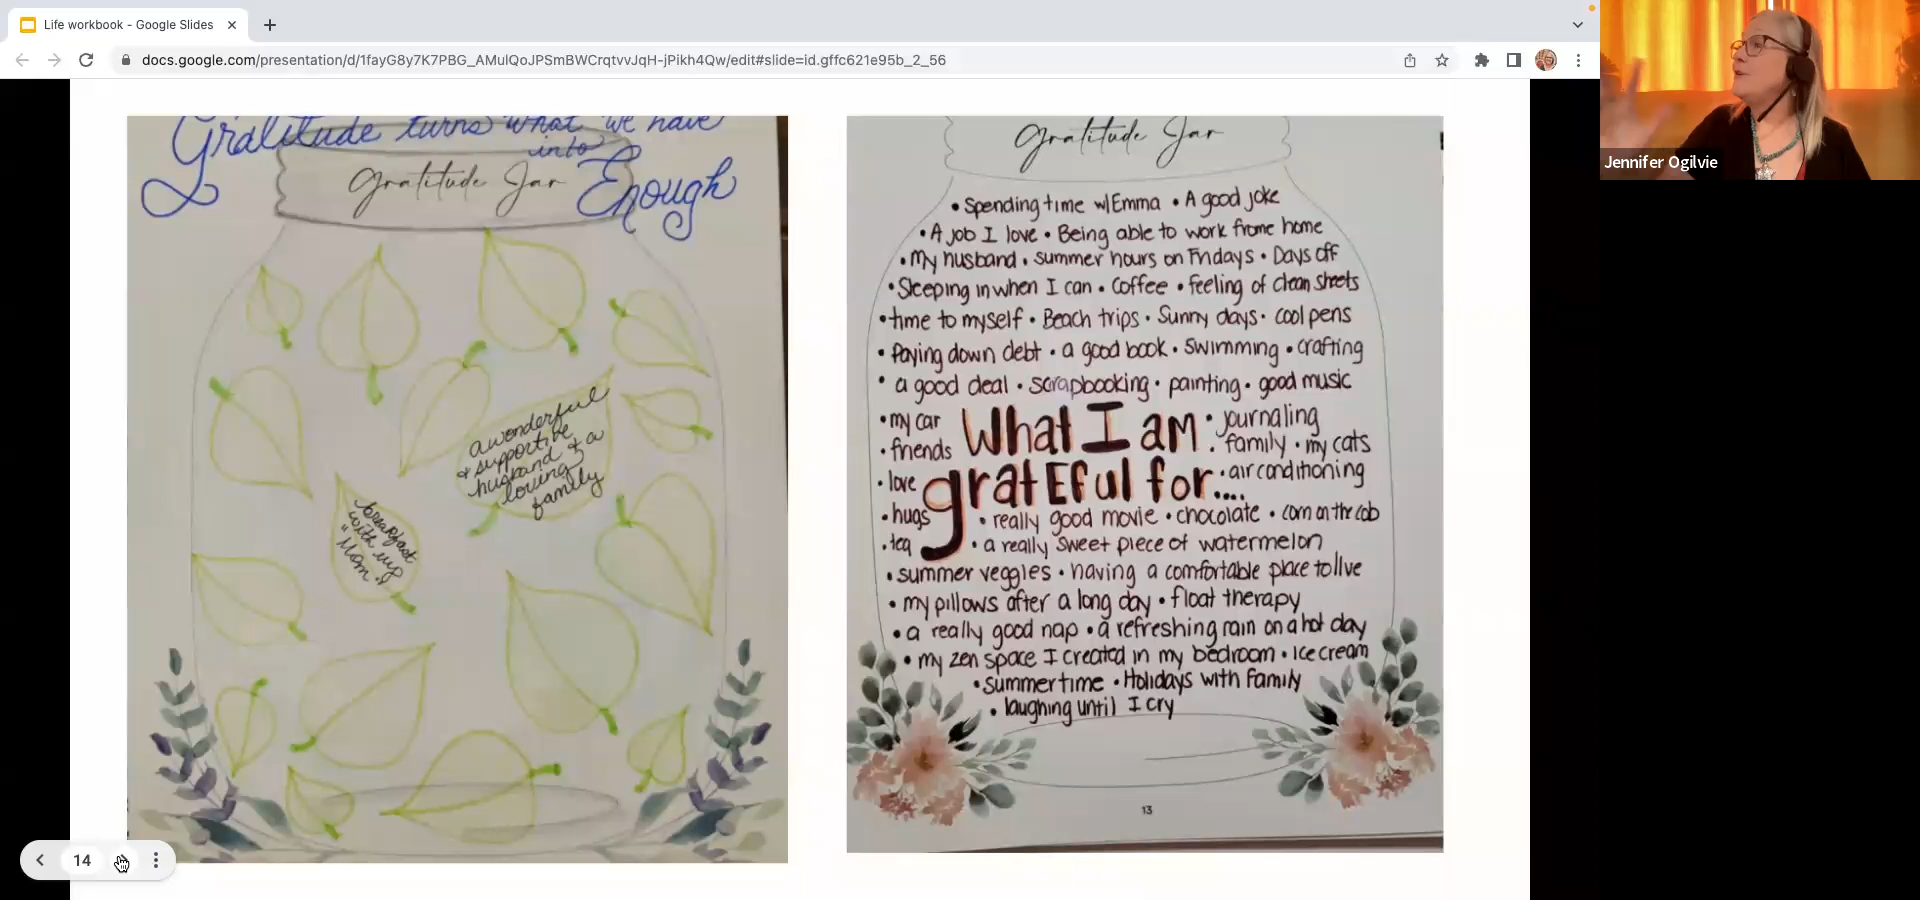 Life workbook - Google Slides
docs.google.com/presentation/d/1fayG8y7K7PBG_AMulQoJPSmBWCrqtvvJqH-jPikh4Qw/edit#slide=id.gffc621e95b_2_56
Jennifer Ogilvie
Gratitude turns what we have
into
Enough
Gratitude Jar
a wonderful
& supportive
husband & a
loving
family
breakfast
with my
"Mom"
14
Gratitude Jar
• Spending time w/Emma • A good joke
• A job I love • Being able to work frome home
• My husband • summer hours on Fridays • Days off
• Sleeping in when I can • Coffee • feeling of clean sheets
• time to myself • Beach trips • Sunny days • cool pens
• Paying down debt • a good book • swimming • crafting
• a good deal • scrapbooking • painting • good music
• my car
• friends
• love
• hugs
• tea
What I am
gratEful for....
• journaling
• family • my cats
• air conditioning
• really good movie • chocolate • corn on the cob
• a really sweet piece of watermelon
• summer veggies • having a comfortable place to live
• my pillows after a long day • float therapy
• a really good nap • a refreshing rain on a hot day
• my zen space I created in my bedroom • ice cream
• summertime • Holidays with Family
• laughing until I cry
13